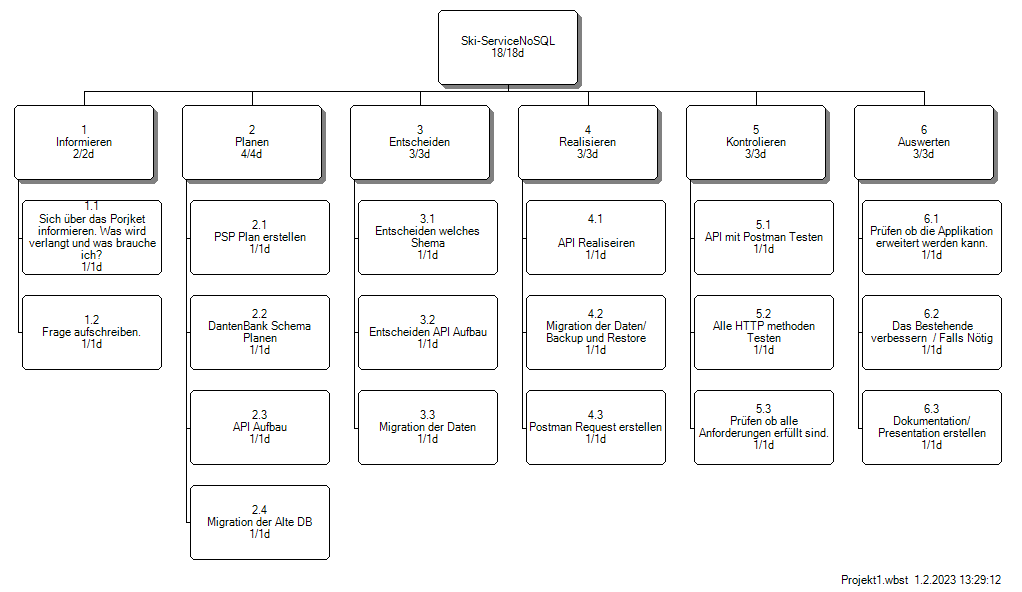 Ski-ServiceNoSQL
18/18d
1
Informieren
2/2d
2
Planen
4/4d
3
Entscheiden
3/3d
4
Realisieren
3/3d
5
Kontrolieren
3/3d
6
Auswerten
3/3d
1.1
Sich über das Porjket
informieren. Was wird
verlangt und was brauche
ich?
1/1d
1.2
Frage aufschreiben.
1/1d
2.1
PSP Plan erstellen
1/1d
2.2
DantenBank Schema
Planen
1/1d
2.3
API Aufbau
1/1d
2.4
Migration der Alte DB
1/1d
3.1
Entscheiden welches
Shema
1/1d
3.2
Entscheiden API Aufbau
1/1d
3.3
Migration der Daten
1/1d
4.1
API Realiseiren
1/1d
4.2
Migration der Daten/
Backup und Restore
1/1d
4.3
Postman Request erstellen
1/1d
5.1
API mit Postman Testen
1/1d
5.2
Alle HTTP methoden
Testen
1/1d
5.3
Prüfen ob alle
Anforderungen erfüllt sind.
1/1d
6.1
Prüfen ob die Applikation
erweitert werden kann.
1/1d
6.2
Das Bestehende
verbessern / Falls Nötig
1/1d
6.3
Dokumentation/
Presentation erstellen
1/1d
Projekt1.wbst 1.2.2023 13:29:12